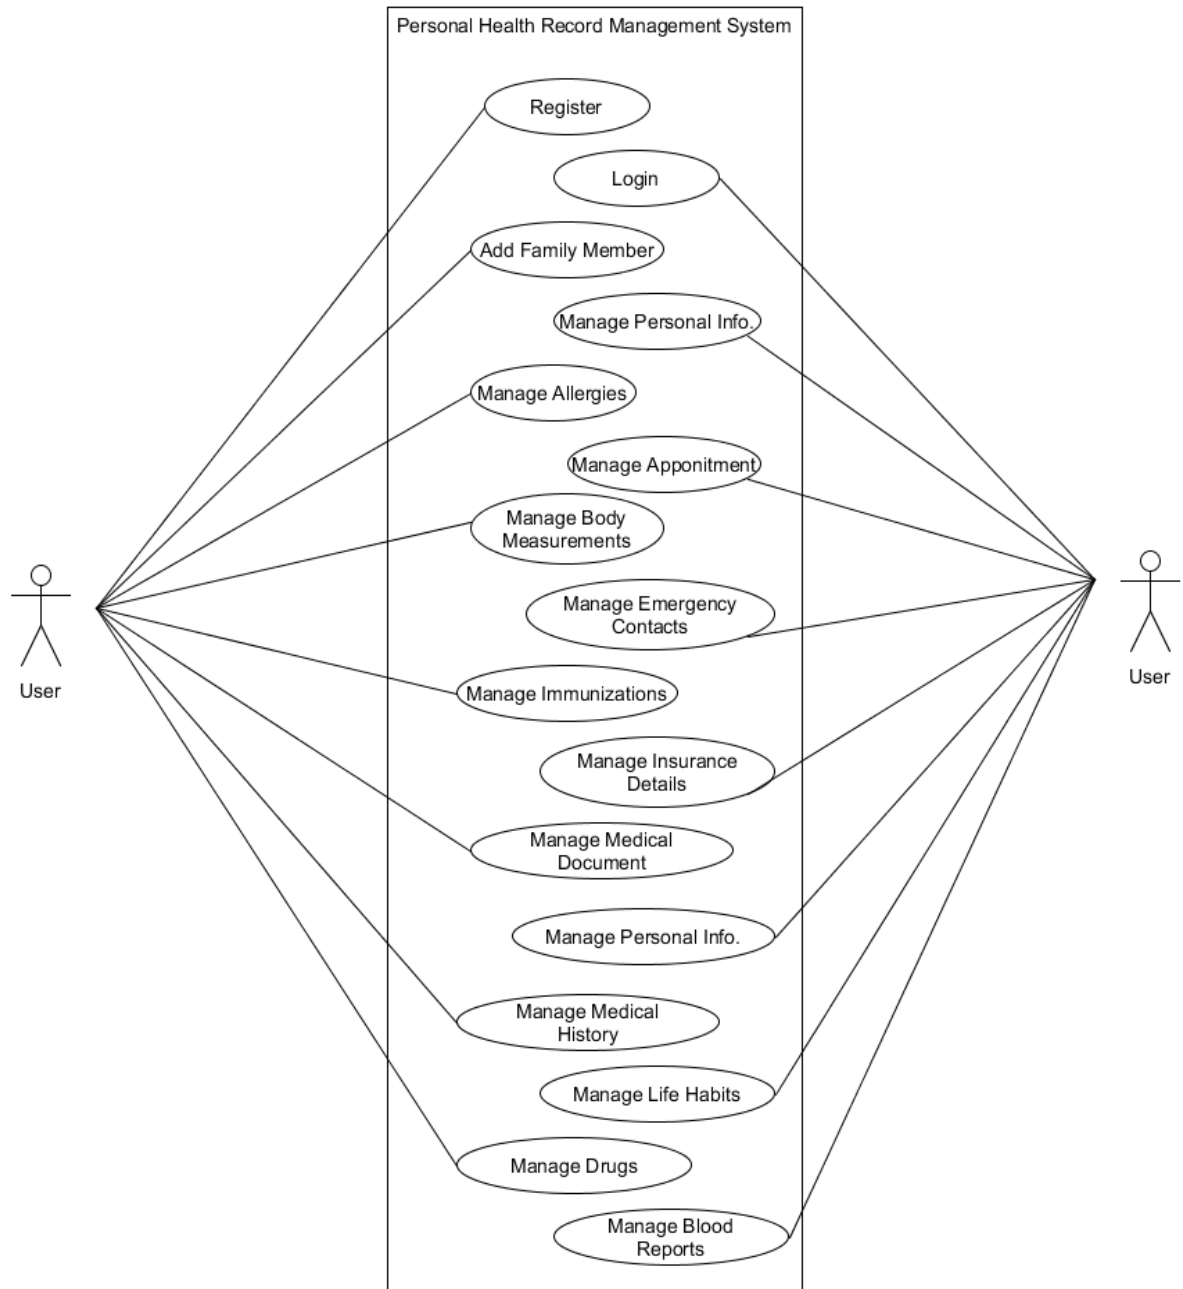 Personal Health Record Management System
Register
Login
Add Family Member
Manage Personal Info.
Manage Allergies
Manage Apponitment
Manage Body
Measurements
Manage Emergency
Contacts
User
User
Manage Immunizations
Manage Insurance
Details
Manage Medical
Document
Manage Personal Info.
Manage Medical
History
Manage Life Habits
Manage Drugs
Manage Blood
Reports